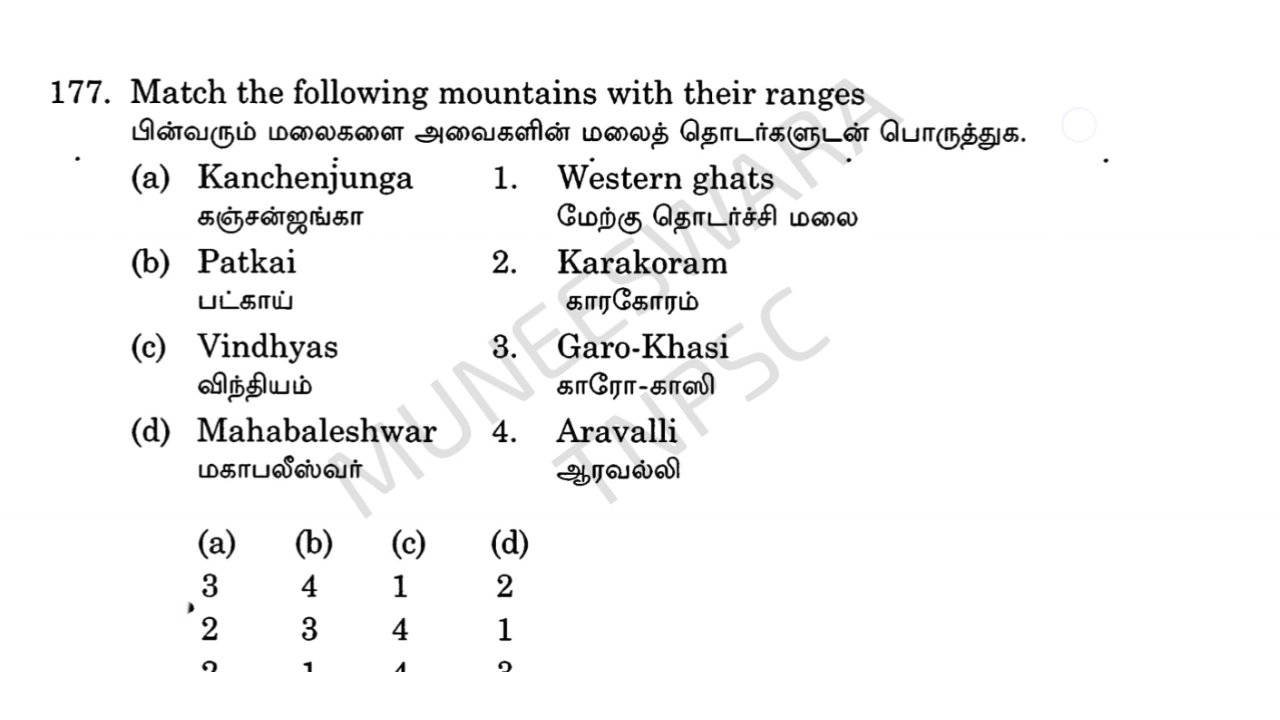 177. Match the following mountains with their ranges
பின்வரும் மலைகளை அவைகளின் மலைத் தொடர்களுடன் பொருத்துக.
(a) Kanchenjunga 1. Western ghats
கஞ்சன்ஜங்கா மேற்கு தொடர்ச்சி மலை
(b) Patkai 2. Karakoram
பட்காய் காரகோரம்
(c) Vindhyas 3. Garo-Khasi
விந்தியம் காரோ-காஸி
(d) Mahabaleshwar 4. Aravalli
மகாபலீஸ்வர் ஆரவல்லி
MUNEESWARA
TNPSC
(a) (b) (c) (d)
3 4 1 2
2 3 4 1